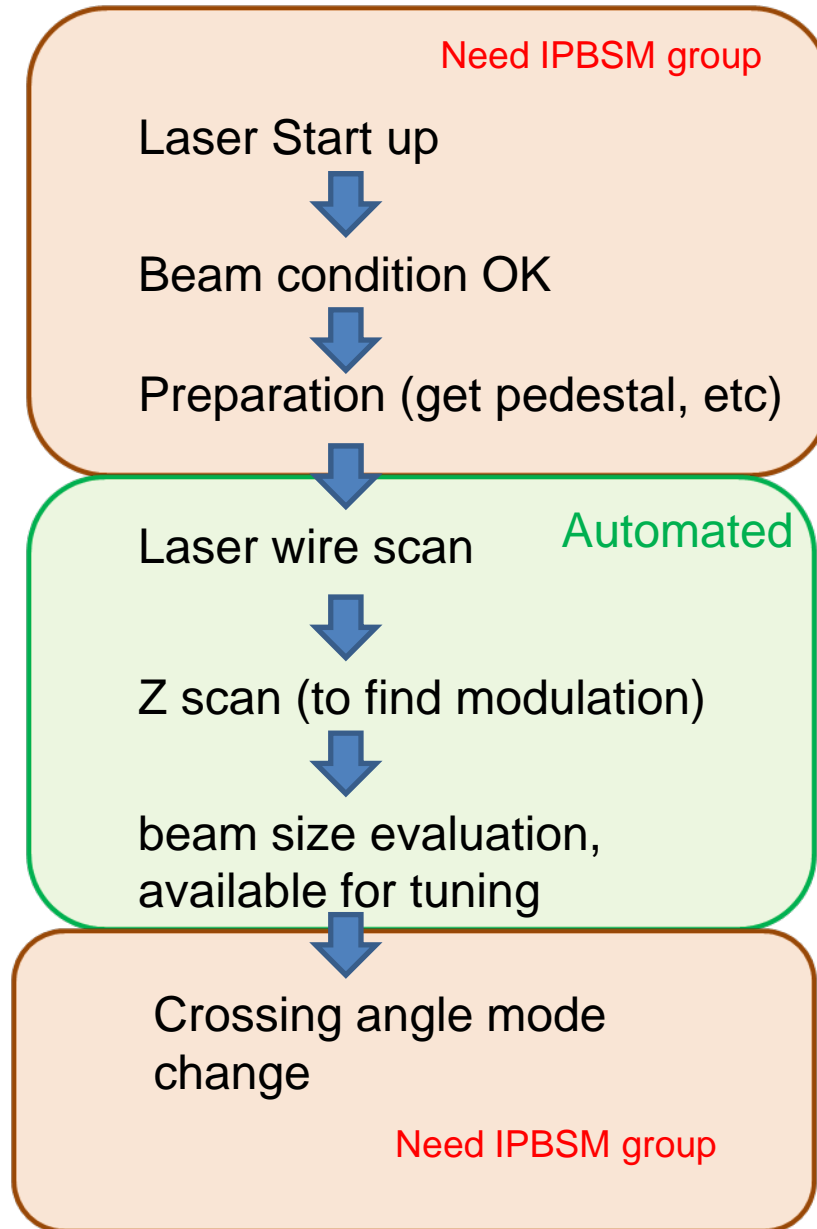 Need IPBSM group
Laser Start up
Beam condition OK
Preparation (get pedestal, etc)
Laser wire scan
Automated
Z scan (to find modulation)
beam size evaluation,
available for tuning
Crossing angle mode
change
Need IPBSM group